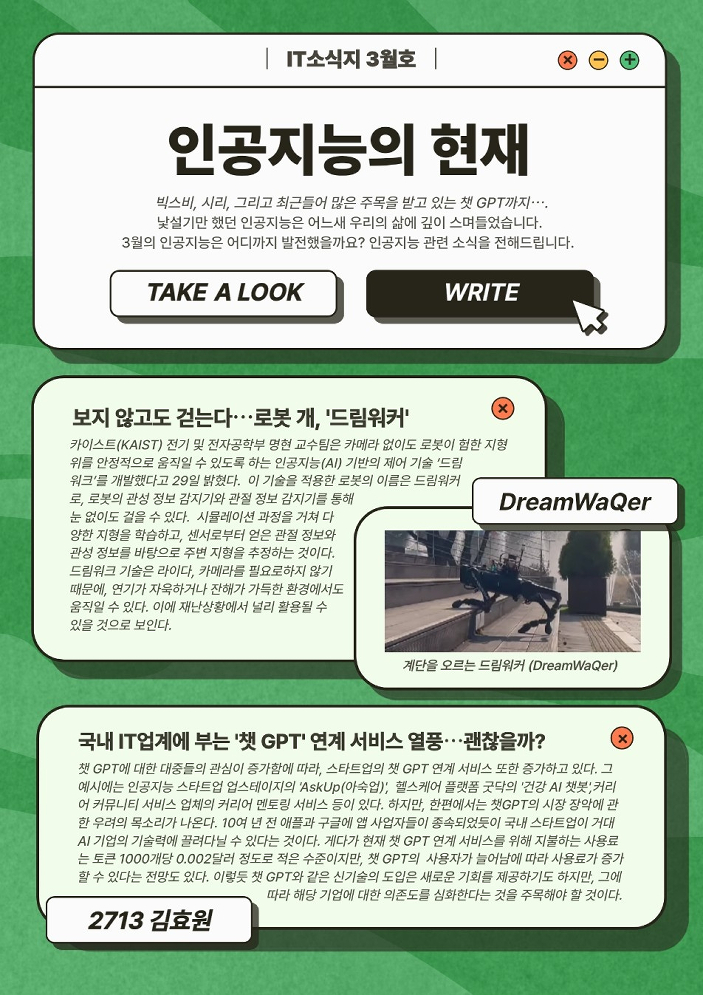 IT소식지 3월호
인공지능의 현재
빅스비, 시리, 그리고 최근들어 많은 주목을 받고 있는 챗 GPT까지···.
낯설기만 했던 인공지능은 어느새 우리의 삶에 깊이 스며들었습니다.
3월의 인공지능은 어디까지 발전했을까요? 인공지능 관련 소식을 전해드립니다.
TAKE A LOOK
WRITE
보지 않고도 걷는다···로봇 개, '드림워커'
카이스트(KAIST) 전기 및 전자공학부 명현 교수팀은 카메라 없이도 로봇이 험한 지형
위를 안정적으로 움직일 수 있도록 하는 인공지능(AI) 기반의 제어 기술 '드림
워크'를 개발했다고 29일 밝혔다. 이 기술을 적용한 로봇의 이름은 드림워커
로, 로봇의 관성 정보 감지기와 관절 정보 감지기를 통해
눈 없이도 걸을 수 있다. 시뮬레이션 과정을 거쳐 다
양한 지형을 학습하고, 센서로부터 얻은 관절 정보와
관성 정보를 바탕으로 주변 지형을 추정하는 것이다.
드림워크 기술은 라이다, 카메라를 필요로하지 않기
때문에, 연기가 자욱하거나 잔해가 가득한 환경에서도
움직일 수 있다. 이에 재난상황에서 널리 활용될 수
있을 것으로 보인다.
DreamWaQer
계단을 오르는 드림워커 (DreamWaQer)
국내 IT업계에 부는 '챗 GPT' 연계 서비스 열풍···괜찮을까?
챗 GPT에 대한 대중들의 관심이 증가함에 따라, 스타트업의 챗 GPT 연계 서비스 또한 증가하고 있다. 그
예시에는 인공지능 스타트업 업스테이지의 'AskUp(아숙업)', 헬스케어 플랫폼 굿닥의 '건강 AI 챗봇',커리
어 커뮤니티 서비스 업체의 커리어 멘토링 서비스 등이 있다. 하지만, 한편에서는 챗GPT의 시장 장악에 관
한 우려의 목소리가 나온다. 10여 년 전 애플과 구글에 앱 사업자들이 종속되었듯이 국내 스타트업이 거대
AI 기업의 기술력에 끌려다닐 수 있다는 것이다. 게다가 현재 챗 GPT 연계 서비스를 위해 지불하는 사용료
는 토큰 1000개당 0.002달러 정도로 적은 수준이지만, 챗 GPT의 사용자가 늘어남에 따라 사용료가 증가
할 수 있다는 전망도 있다. 이렇듯 챗 GPT와 같은 신기술의 도입은 새로운 기회를 제공하기도 하지만, 그에
따라 해당 기업에 대한 의존도를 심화한다는 것을 주목해야 할 것이다.
2713 김효원